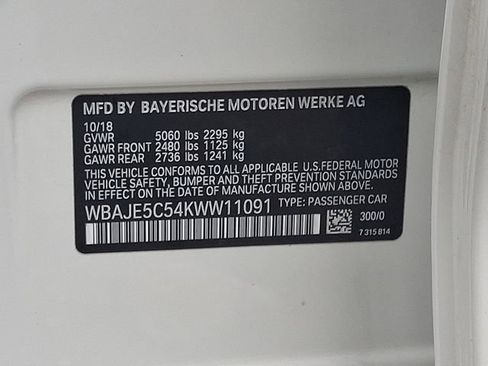 MFD BY BAYERISCHE MOTOREN WERKE AG
10/18
GVWR 5060 lbs 2295 kg
GAWR FRONT 2480 lbs 1125 kg
GAWR REAR 2736 lbs 1241 kg
THIS VEHICLE CONFORMS TO ALL APPLICABLE U.S.FEDERAL MOTOR
VEHICLE SAFETY, BUMPER, AND THEFT PREVENTION STANDARDS
IN EFFECT ON THE DATE OF MANUFACTURE SHOWN ABOVE.
WBAJE5C54KWW11091 TYPE: PASSENGER CAR
300/0
7 315 814